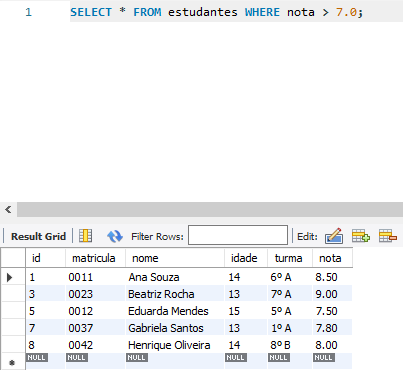 1 SELECT * FROM estudantes WHERE nota > 7.0;
Result Grid Filter Rows: Edit:
id matricula nome idade turma nota
1 0011 Ana Souza 14 6º A 8.50
3 0023 Beatriz Rocha 13 7º A 9.00
5 0012 Eduarda Mendes 15 5º A 7.50
7 0037 Gabriela Santos 13 1º A 7.80
8 0042 Henrique Oliveira 14 8º B 8.00
NULL NULL NULL NULL NULL NULL